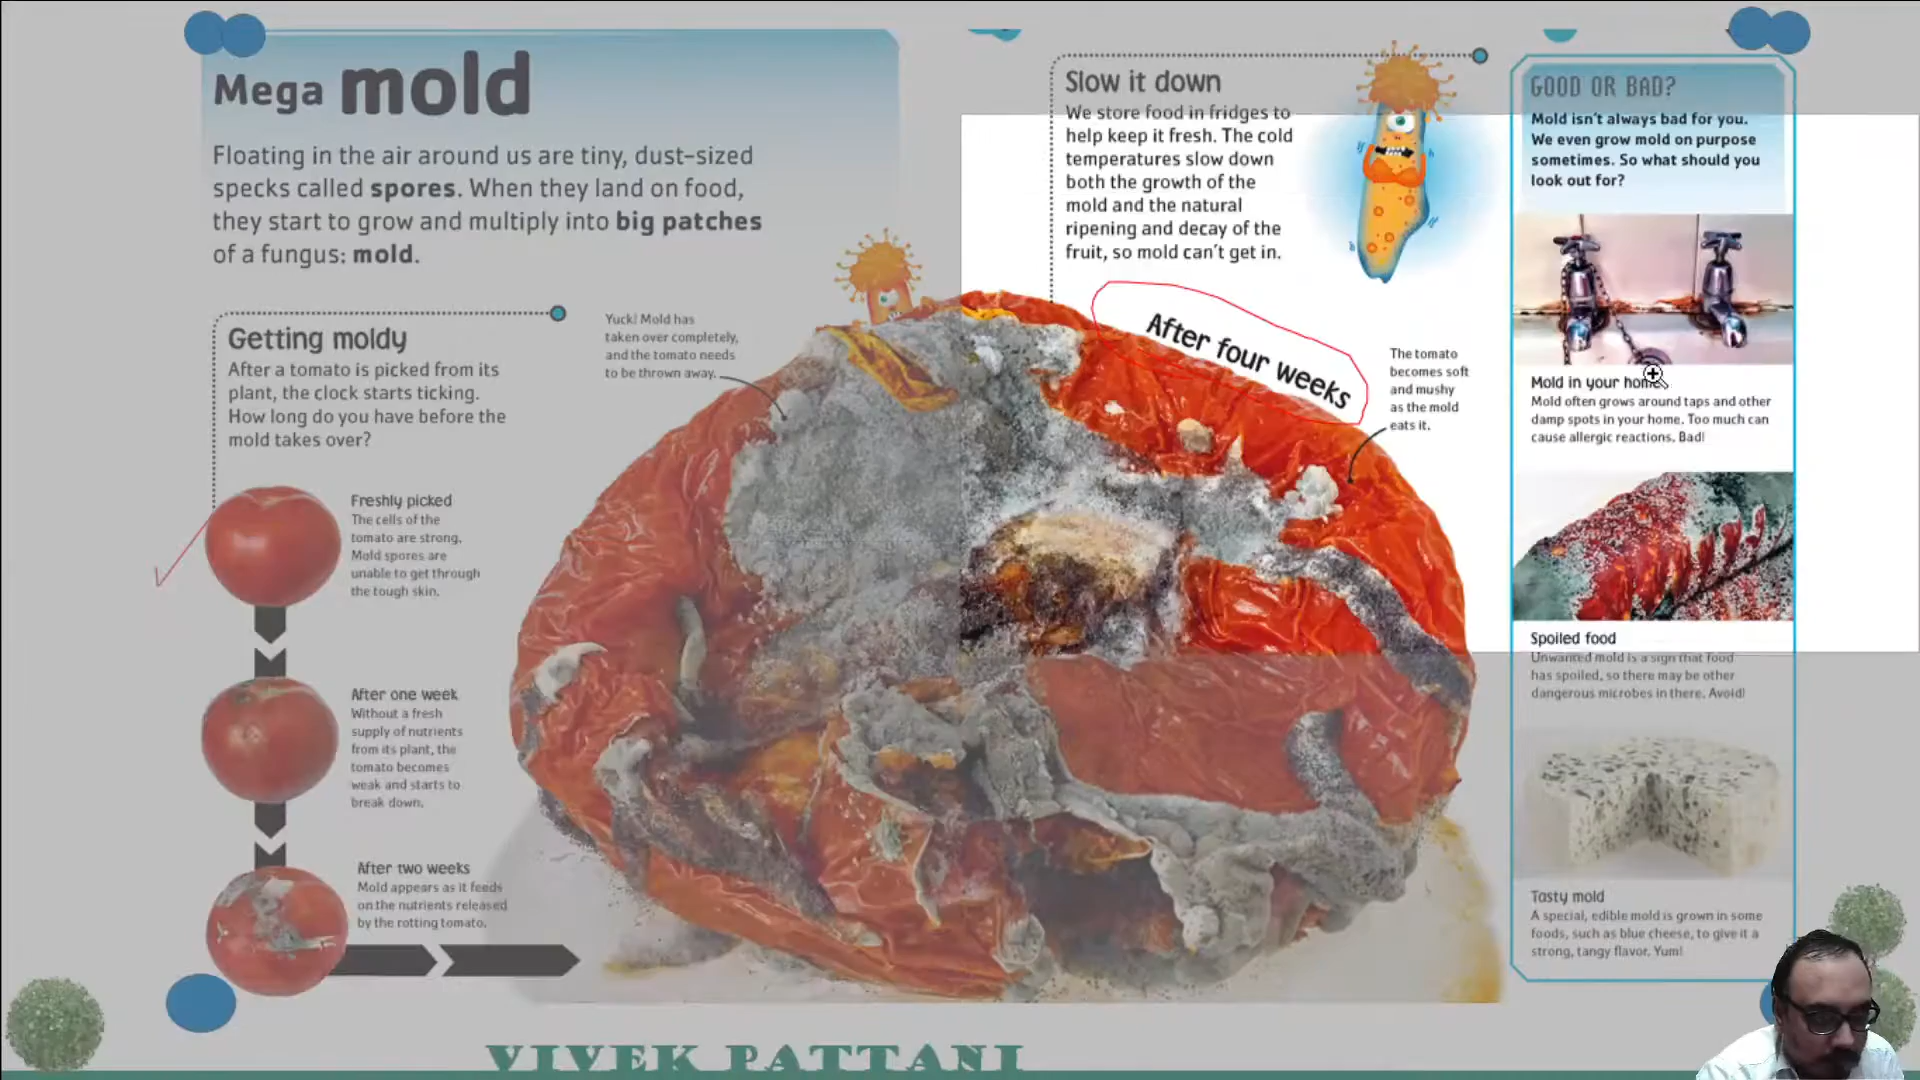 Mega mold
Floating in the air around us are tiny, dust-sized
specks called spores. When they land on food,
they start to grow and multiply into big patches
of a fungus: mold.
Getting moldy
After a tomato is picked from its
plant, the clock starts ticking.
How long do you have before the
mold takes over?
Freshly picked
The cells of the
tomato are strong.
Mold spores are
unable to get through
the tough skin.
After one week
Without a fresh
supply of nutrients
from its plant, the
tomato becomes
weak and starts to
break down.
After two weeks
Mold appears as it feeds
on the nutrients released
by the rotting tomato.
Yuck! Mold has
taken over completely,
and the tomato needs
to be thrown away.
Slow it down
We store food in fridges to
help keep it fresh. The cold
temperatures slow down
both the growth of the
mold and the natural
ripening and decay of the
fruit, so mold can't get in.
After four weeks
The tomato
becomes soft
and mushy
as the mold
eats it.
GOOD OR BAD?
Mold isn't always bad for you.
We even grow mold on purpose
sometimes. So what should you
look out for?
Mold in your home
Mold often grows around taps and other
damp spots in your home. Too much can
cause allergic reactions. Bad!
Spoiled food
Unwanted mold is a sign that food
has spoiled, so there may be other
dangerous microbes in there. Avoid!
Tasty mold
A special, edible mold is grown in some
foods, such as blue cheese, to give it a
strong, tangy flavor. Yum!
VIVEK PATTANI